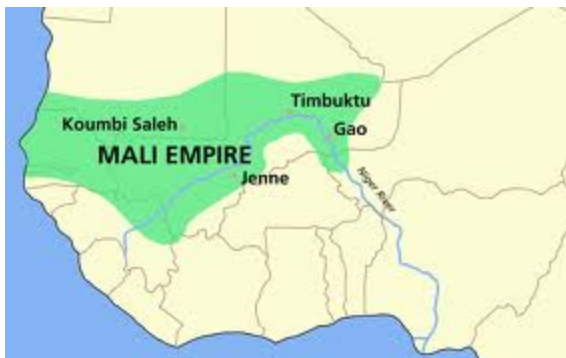 Timbuktu
Koumbi Saleh
Gao
MALI EMPIRE
Jenne
Niger River